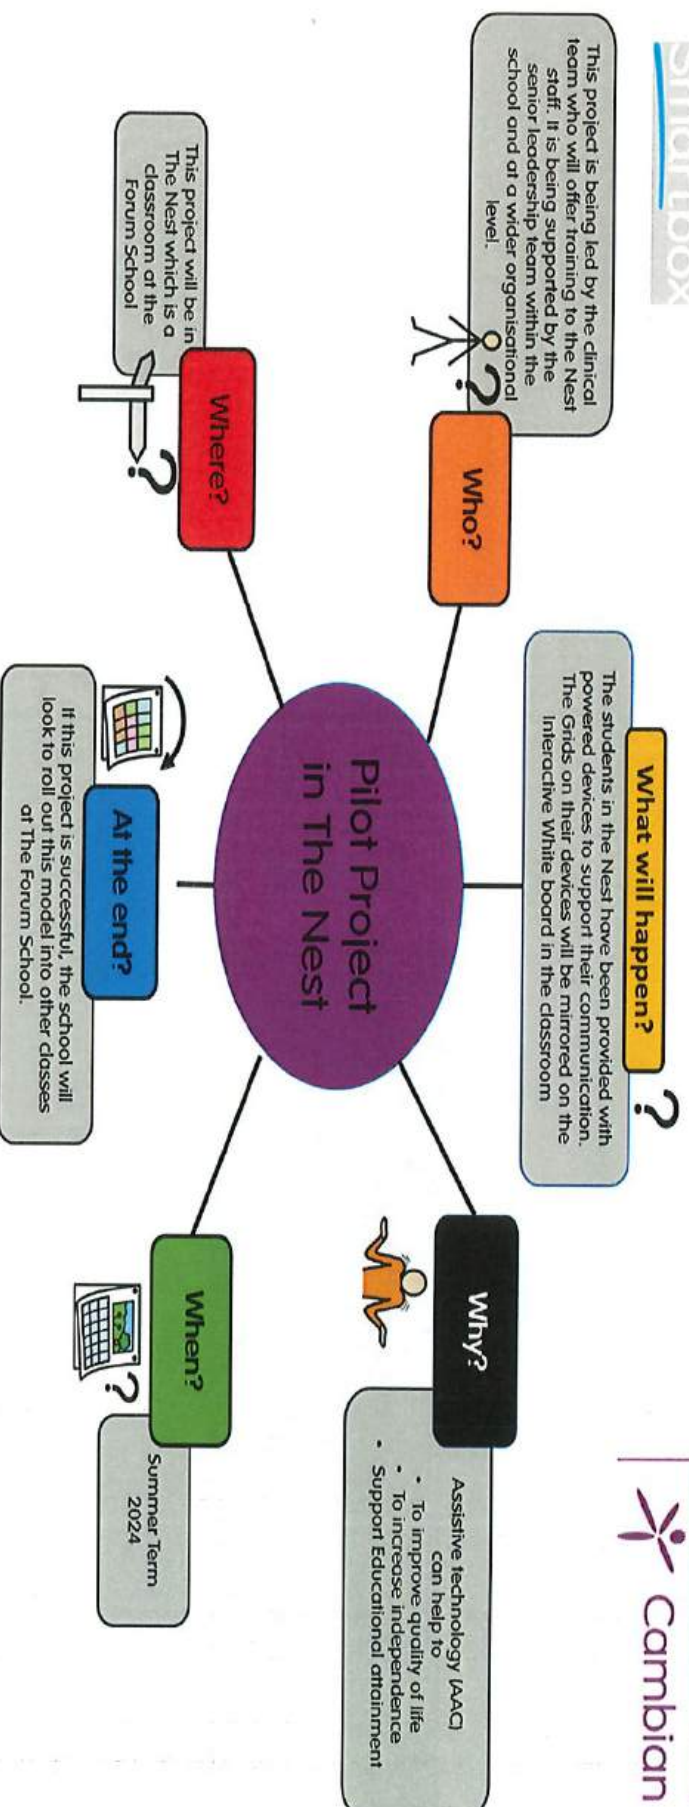 smartbox
Cambian
This project is being led by the clinical
team who will offer training to the Nest
staff. It is being supported by the
senior leadership team within the
school and at a wider organisational
level.
?
Who?
What will happen?
?
The students in the Nest have been provided with
powered devices to support their communication.
The Grids on their devices will be mirrored on the
Interactive White board in the classroom
Why?
Assistive technology (AAC)
can help to
• To improve quality of life
• To increase independence
• Support Educational attainment
Pilot Project
in The Nest
This project will be in
The Nest which is a
classroom at the
Forum School
Where?
?
At the end?
If this project is successful, the school will
look to roll out this model into other classes
at The Forum School.
When?
?
Summer Term
2024